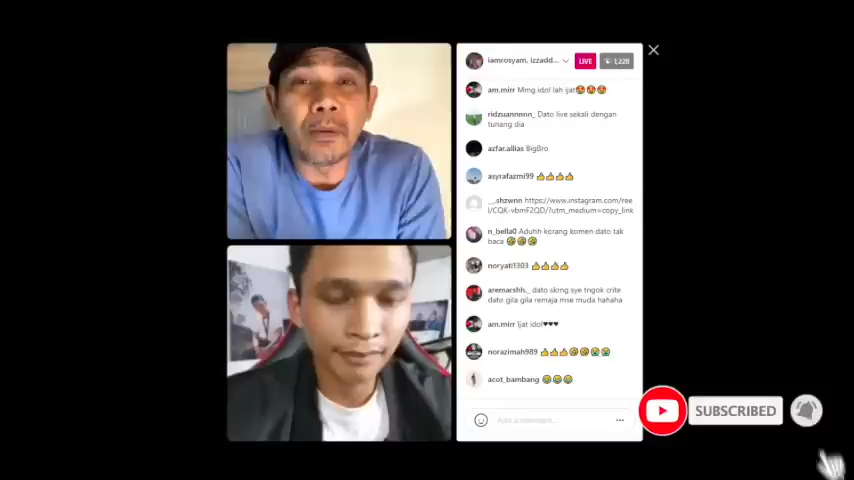 iamrosyam, izzadd...
LIVE
1,228
am.mirr Mmg idol lah ijat😍😍😍
ridzuannnnn_ Dato live sekali dengan
tunang dia
azfar.allias BigBro
asyrafazmi99 👍👍👍👍
__.shzwnn https://www.instagram.com/ree
l/CQK-vbmF2QD/?utm_medium=copy_link
n_bella0 Aduhh korang komen dato tak
baca 🤣🤣🤣
noryati1303 👍👍👍👍
aremarshh._ dato skrng sye tngok crite
dato gila gila remaja mse muda hahaha
am.mirr Ijat idol♥♥♥
norazimah989 👍👍👍🤣🤣😭😭
acot_bambang 😂😂😂
Add a comment...
SUBSCRIBED